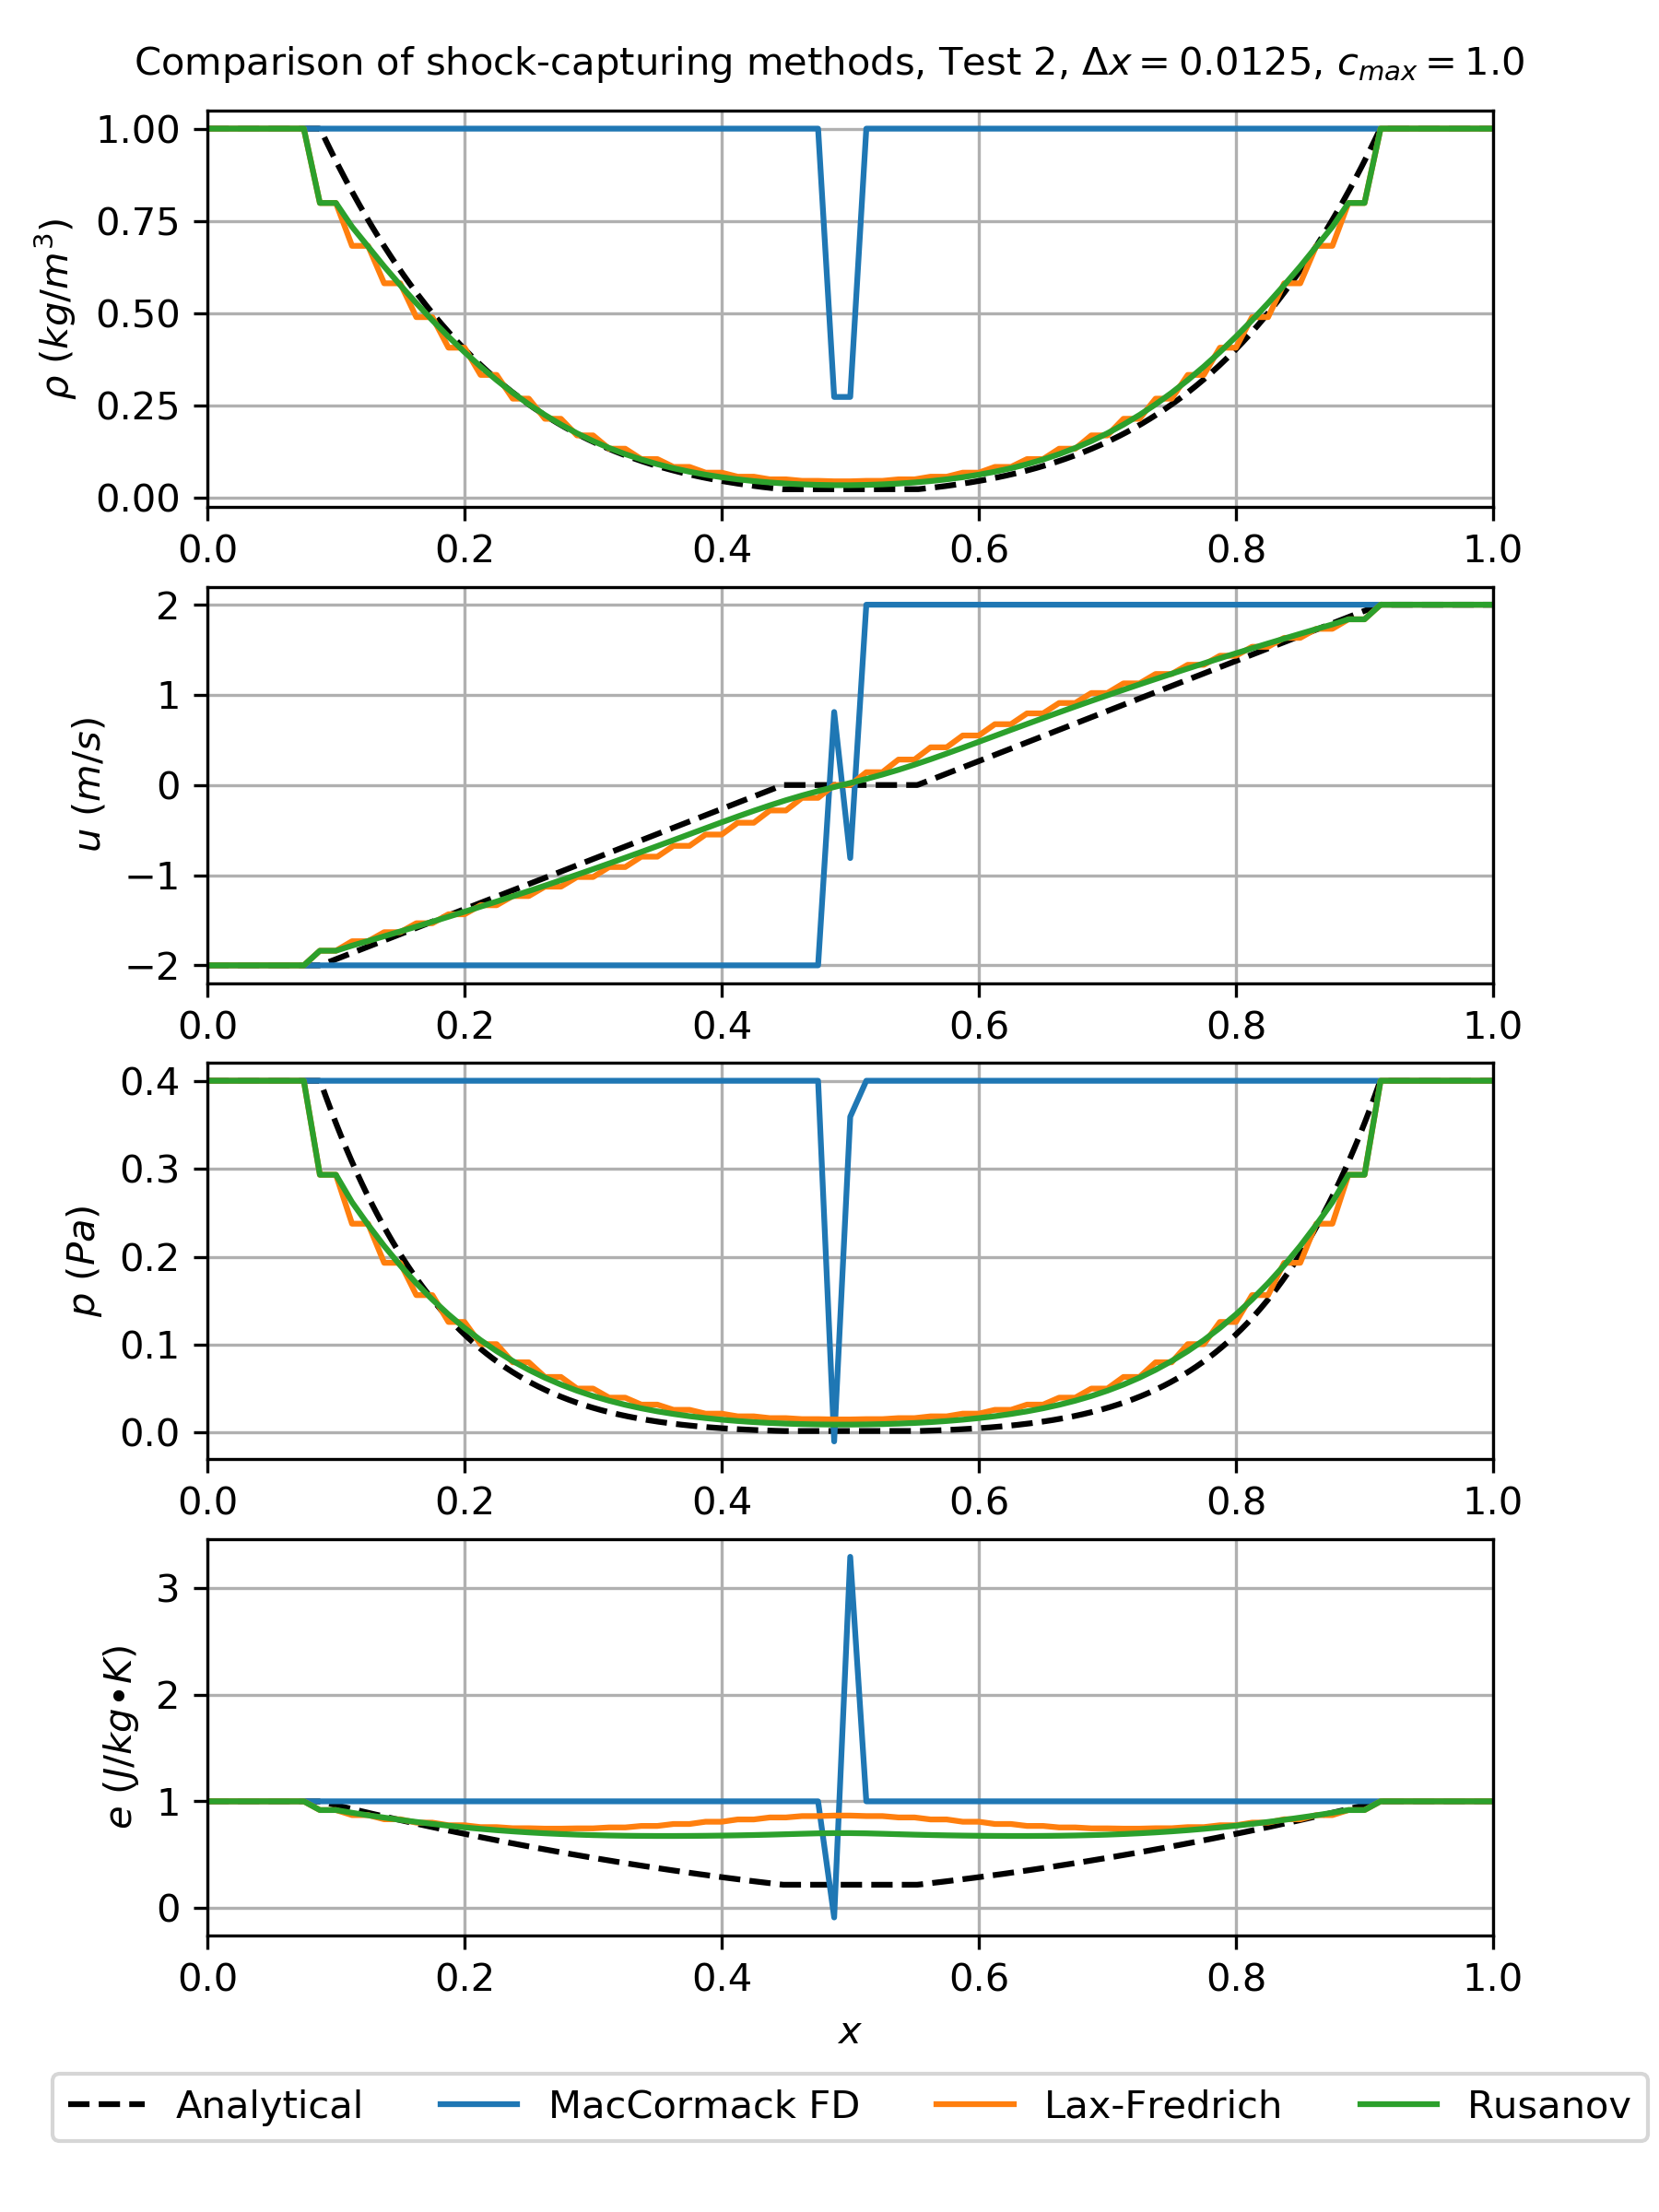 Comparison of shock-capturing methods, Test 2, Δx = 0.0125, c_max = 1.0
1.00
0.75
0.50
0.25
0.00
ρ (kg/m³)
0.0 0.2 0.4 0.6 0.8 1.0
2
1
0
−1
−2
u (m/s)
0.0 0.2 0.4 0.6 0.8 1.0
0.4
0.3
0.2
0.1
0.0
p (Pa)
0.0 0.2 0.4 0.6 0.8 1.0
3
2
1
0
e (J/kg•K)
0.0 0.2 0.4 0.6 0.8 1.0
x
Analytical MacCormack FD Lax-Fredrich Rusanov